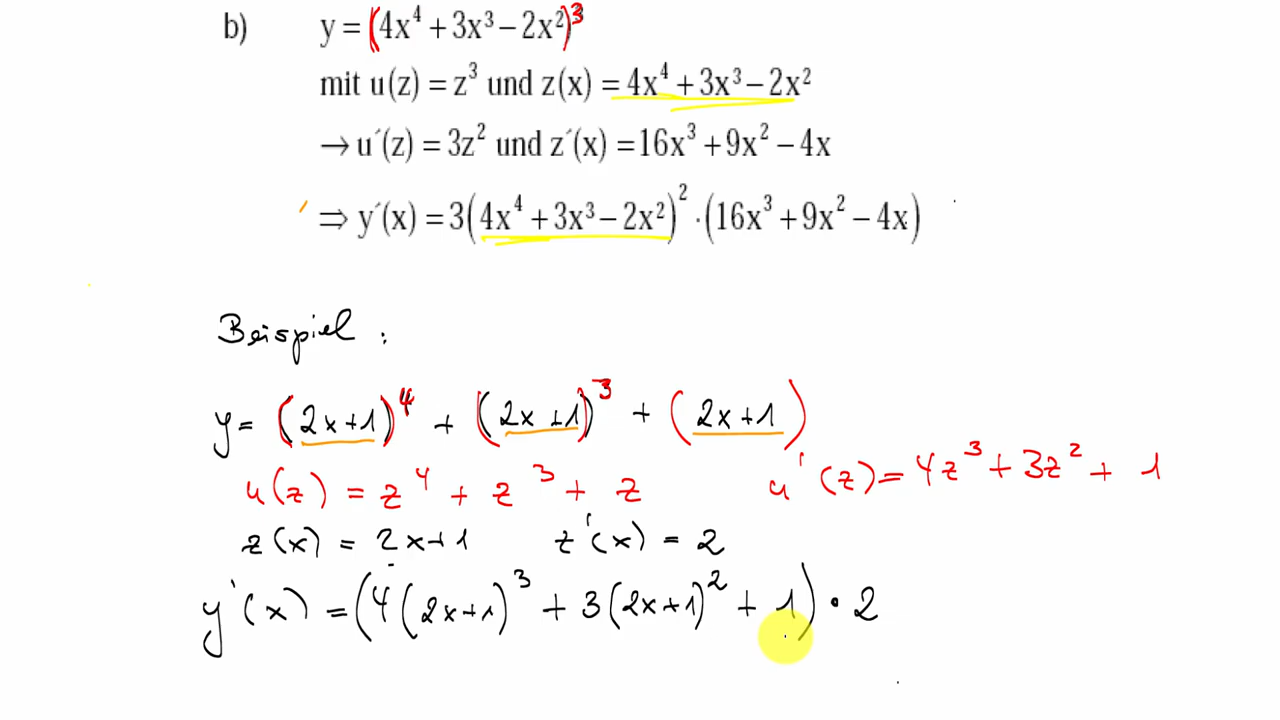 b) y = (4x⁴ + 3x³ − 2x²)³
mit u(z) = z³ und z(x) = 4x⁴ + 3x³ − 2x²
→ u´(z) = 3z² und z´(x) = 16x³ + 9x² − 4x
⇒ y´(x) = 3(4x⁴ + 3x³ − 2x²)² · (16x³ + 9x² − 4x)
Beispiel :
y = (2x+1)⁴ + (2x+1)³ + (2x+1)
u(z) = z⁴ + z³ + z u'(z) = 4z³ + 3z² + 1
z(x) = 2x+1 z'(x) = 2
y'(x) = (4(2x+1)³ + 3(2x+1)² + 1) · 2